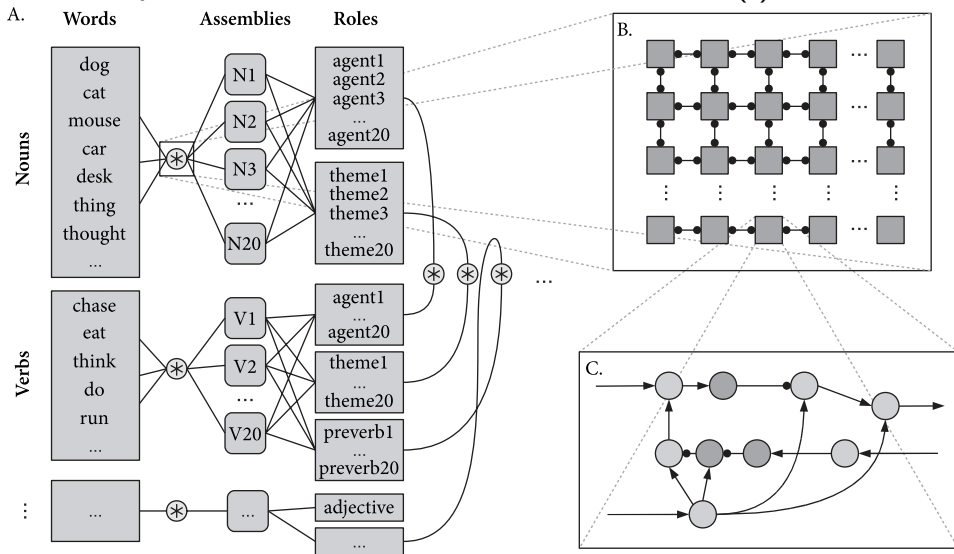 A.
Words
Assemblies
Roles
Nouns
dog
cat
mouse
car
desk
thing
thought
...
N1
N2
N3
...
N20
agent1
agent2
agent3
...
agent20
theme1
theme2
theme3
...
theme20
Verbs
chase
eat
think
do
run
...
V1
V2
...
V20
agent1
...
agent20
theme1
...
theme20
preverb1
...
preverb20
...
...
...
adjective
...
...
B.
...
...
...
...
...
...
...
...
...
C.